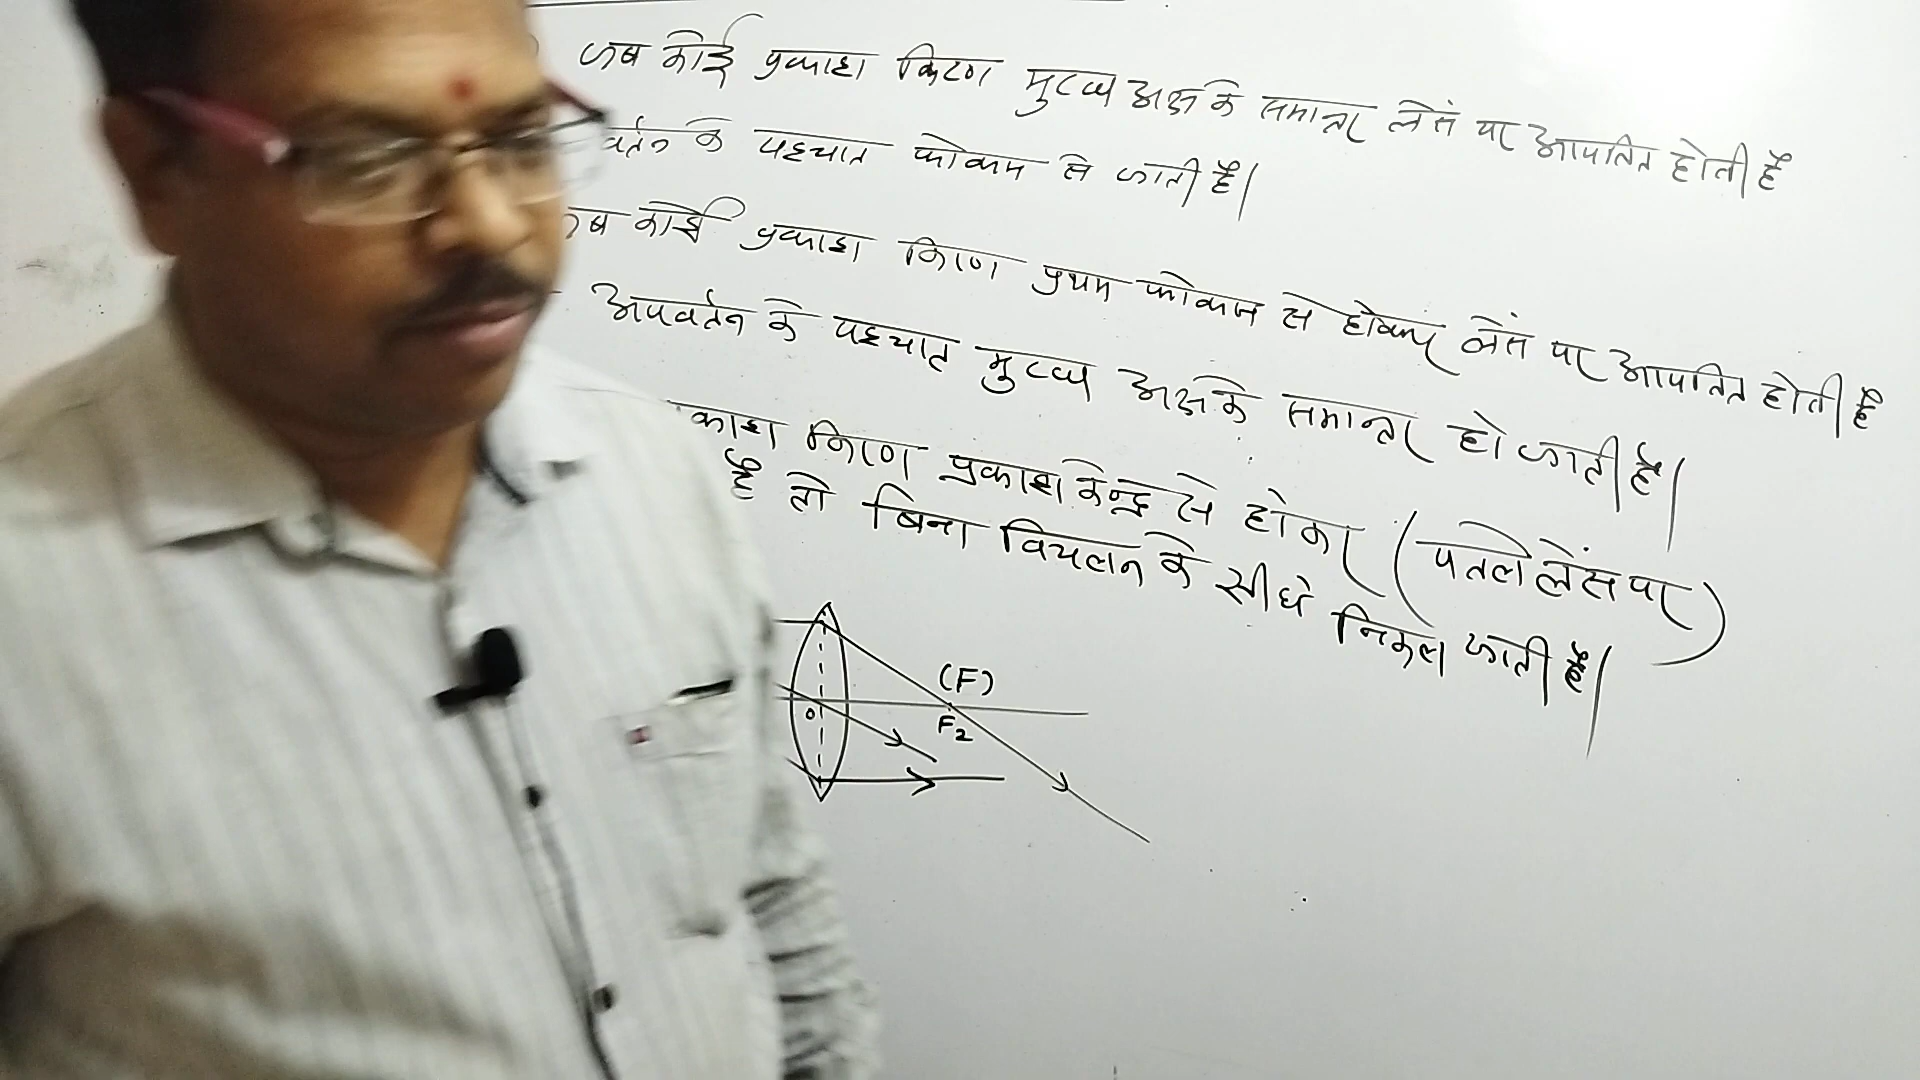 जब कोई प्रकाश किरण मुख्य अक्ष के समान्तर लेंस पर आपतित होती है
वर्तन के पश्चात फोकस से जाती है।
जब कोई प्रकाश किरण प्रथम फोकस से होकर लेंस पर आपतित होती है
अपवर्तन के पश्चात मुख्य अक्ष के समान्तर हो जाती है।
काश किरण प्रकाश केन्द्र से होकर (पतले लेंस पर)
है तो बिना विचलन के सीधे निकल जाती है।
(F)
O
F2